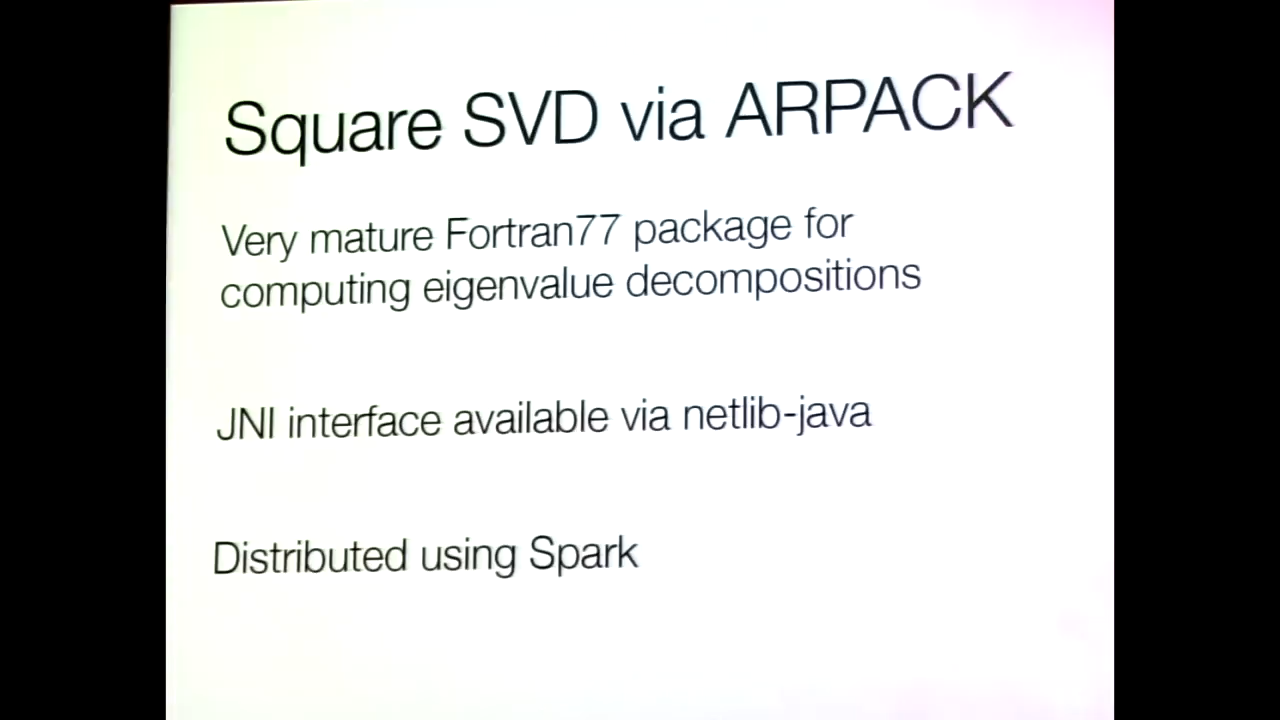 Square SVD via ARPACK
Very mature Fortran77 package for
computing eigenvalue decompositions
JNI interface available via netlib-java
Distributed using Spark